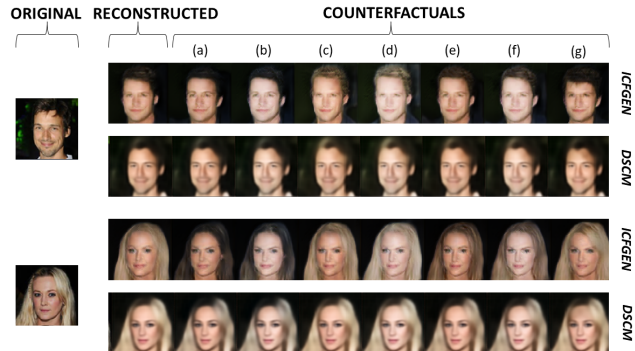 ORIGINAL RECONSTRUCTED COUNTERFACTUALS
(a) (b) (c) (d) (e) (f) (g)
ICFGEN
DSCM
ICFGEN
DSCM